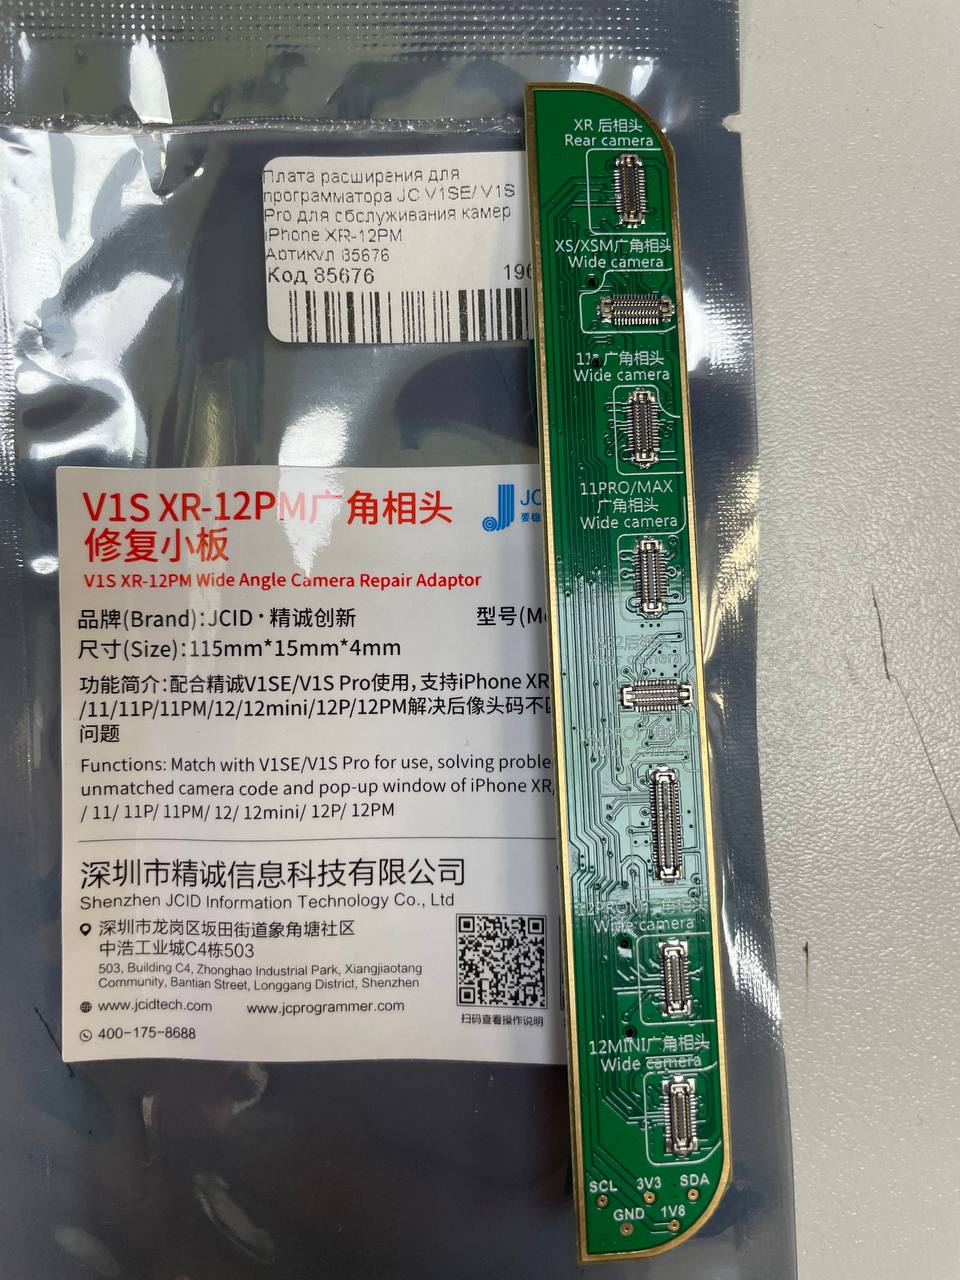 Плата расширения для
программатора JC V1SE/V1S
Pro для обслуживания камер
iPhone XR-12PM
Артикул 85676
Код 85676
V1S XR-12PM广角相头
修复小板
V1S XR-12PM Wide Angle Camera Repair Adaptor
品牌(Brand):JCID·精诚创新
尺寸(Size):115mm*15mm*4mm
功能简介:配合精诚V1SE/V1S Pro使用,支持iPhone XR
/11/11P/11PM/12/12mini/12P/12PM解决后像头码不
问题
Functions: Match with V1SE/V1S Pro for use, solving
unmatched camera code and pop-up window of iPhone XR,
/ 11/ 11P/ 11PM/ 12/ 12mini/ 12P/ 12PM
深圳市精诚信息科技有限公司
Shenzhen JCID Information Technology Co., Ltd
深圳市龙岗区坂田街道象角塘社区
中浩工业城C4栋503
503, Building C4, Zhonghao Industrial Park, Xiangjiaotang
Community, Bantian Street, Longgang District, Shenzhen
www.jcidtech.com www.jcprogrammer.com
400-175-8688
扫码查看操作说明
XR 后相头
Rear camera
XS/XSM广角相头
Wide camera
广角相头
Wide camera
11PRO/MAX
广角相头
Wide camera
Wide camera
12MINI广角相头
Wide camera
SCL 3V3 SDA
GND 1V8